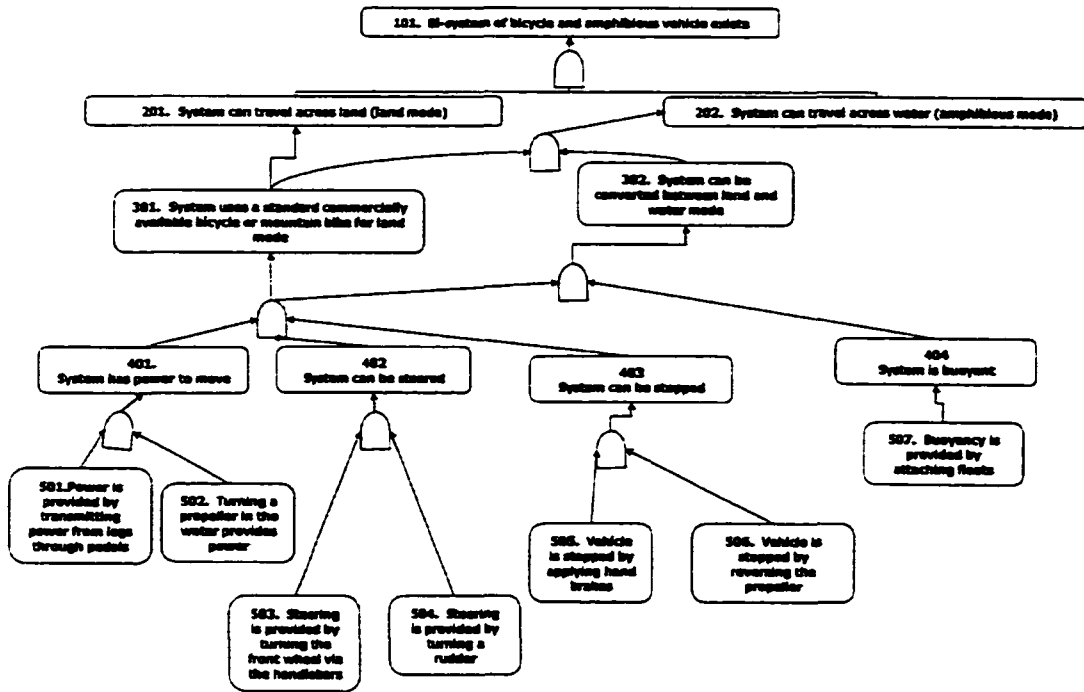 101. Bi-system of bicycle and amphibious vehicle exists
201. System can travel across land (land mode)
202. System can travel across water (amphibious mode)
301. System uses a standard commercially
available bicycle or mountain bike for land
mode
302. System can be
converted between land and
water mode
401.
System has power to move
402
System can be steered
403
System can be stopped
404
System is buoyant
501.Power is
provided by
transmitting
power from legs
through pedals
502. Turning a
propeller in the
water provides
power
503. Steering
is provided by
turning the
front wheel via
the handlebars
504. Steering
is provided by
turning a
rudder
505. Vehicle
is stopped by
applying hand
brakes
506. Vehicle is
stopped by
reversing the
propeller
507. Buoyancy is
provided by
attaching floats